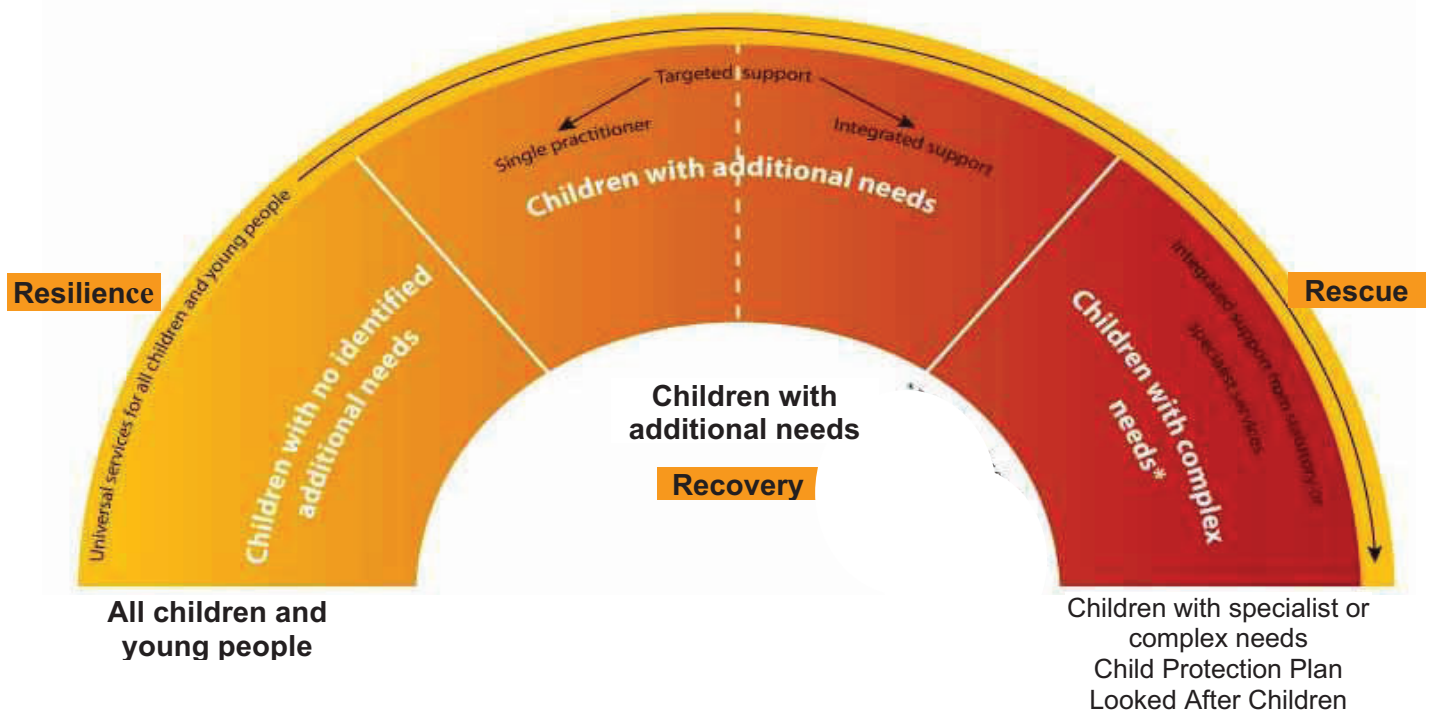 Targeted support
Single practitioner
Integrated support
Children with additional needs
Universal services for all children and young people
Resilience
Children with no identified
additional needs
Children with
additional needs
Recovery
Rescue
Integrated support from statutory or
specialist services
Children with complex
needs*
All children and
young people
Children with specialist or
complex needs
Child Protection Plan
Looked After Children